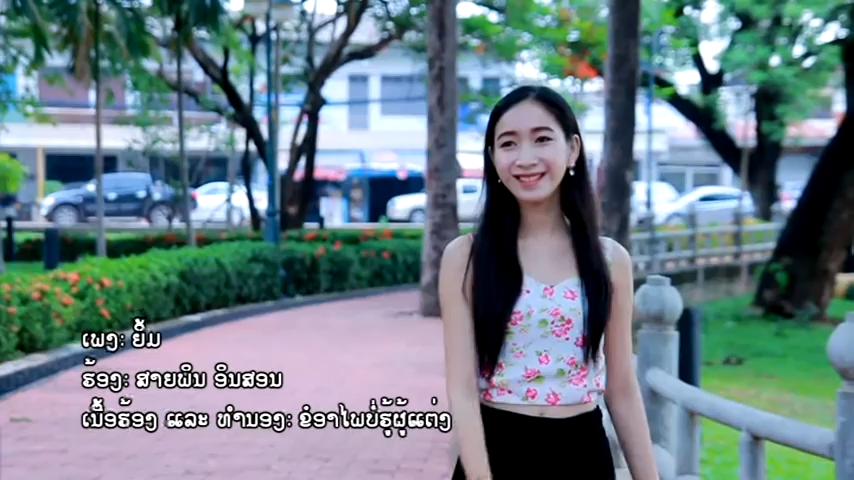 ເພງ: ຍິ້ມ
ຮ້ອງ: ສາຍພິນ ອິນສອນ
ເນື້ອຮ້ອງ ແລະ ທຳນອງ: ຂໍອາໄພບໍ່ຮູ້ຜູ້ແຕ່ງ